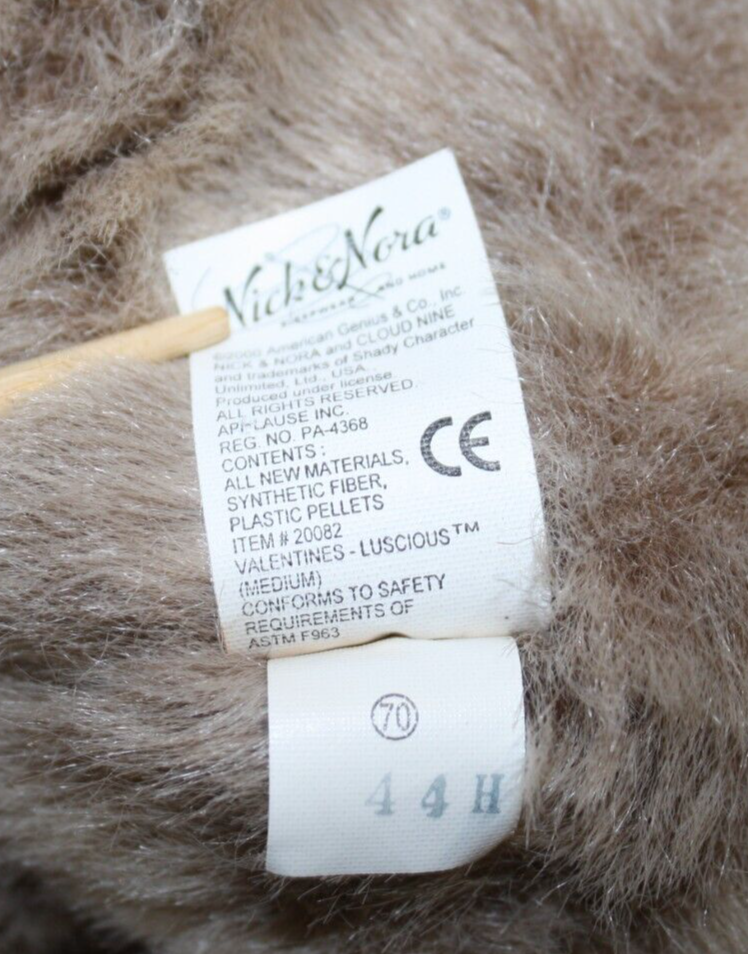 Nick & Nora®
SLEEPWEAR AND HOME
©2000 American Genius & Co., Inc.
NICK & NORA and CLOUD NINE
and trademarks of Shady Character
Unlimited, Ltd., USA.
Produced under license
ALL RIGHTS RESERVED.
API-LAUSE INC.
REG. NO. PA-4368
CONTENTS :
ALL NEW MATERIALS,
SYNTHETIC FIBER,
PLASTIC PELLETS
CE
ITEM # 20082
VALENTINES - LUSCIOUS™
(MEDIUM)
CONFORMS TO SAFETY
REQUIREMENTS OF
ASTM F963
70
44H